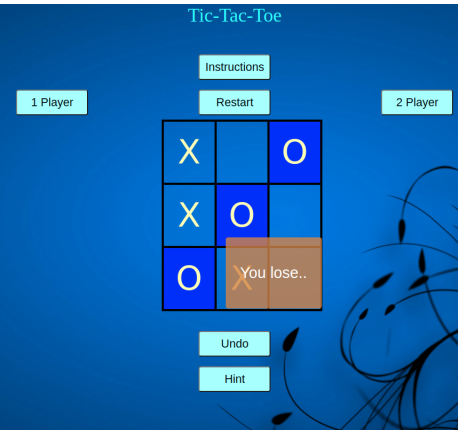 Tic-Tac-Toe
Instructions
1 Player
Restart
2 Player
X O
X O
O X
You lose..
Undo
Hint